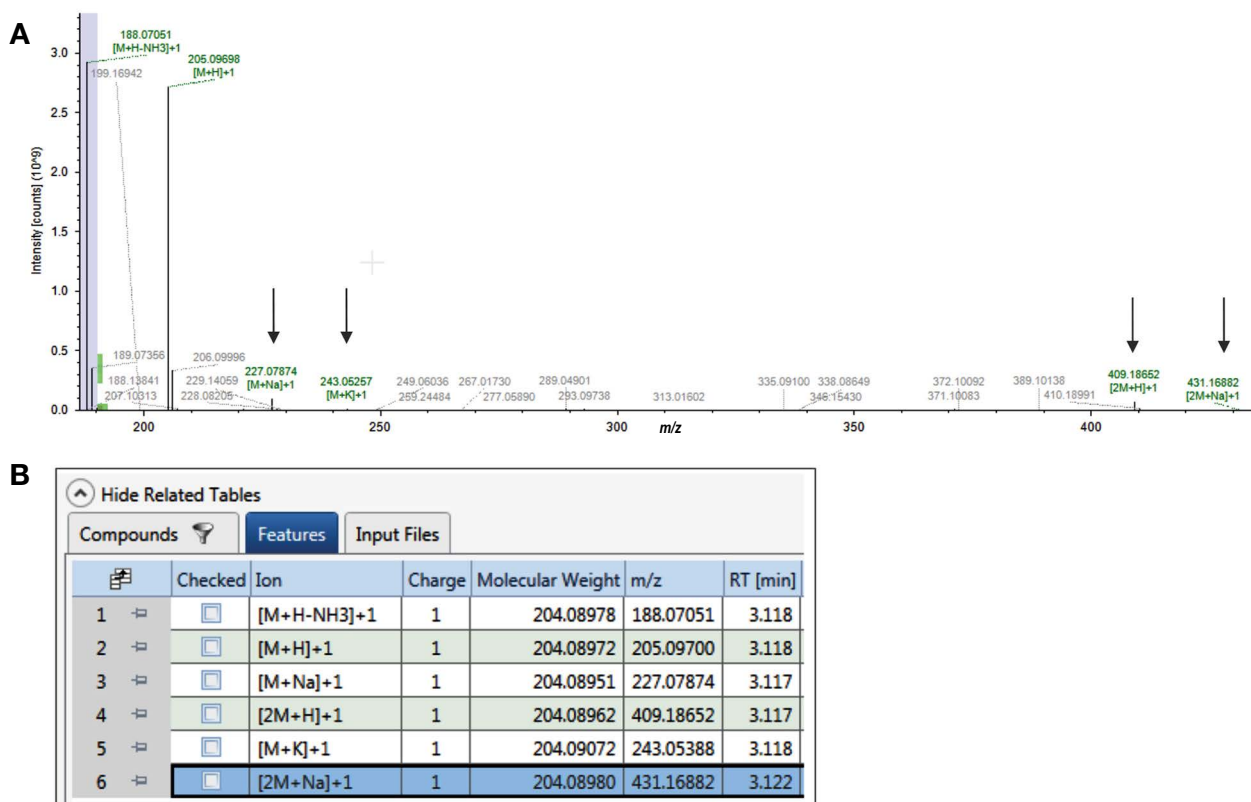 A
Intensity [counts] (10^9)
3.0
2.5
2.0
1.5
1.0
0.5
0.0
188.07051
[M+H-NH3]+1
199.16942
205.09698
[M+H]+1
189.07356
188.13841
207.10313
206.09996
229.14059
228.08205
227.07874
[M+Na]+1
243.05257
[M+K]+1
249.06036
259.24484
267.01730
277.05890
289.04901
293.09738
313.01602
335.09100
338.08649
346.15430
372.10092
371.10083
389.10138
410.18991
409.18652
[2M+H]+1
431.16882
[2M+Na]+1
200 250 300 350 400
m/z
B
Hide Related Tables
Compounds Features Input Files
Checked Ion Charge Molecular Weight m/z RT [min]
1 [M+H-NH3]+1 1 204.08978 188.07051 3.118
2 [M+H]+1 1 204.08972 205.09700 3.118
3 [M+Na]+1 1 204.08951 227.07874 3.117
4 [2M+H]+1 1 204.08962 409.18652 3.117
5 [M+K]+1 1 204.09072 243.05388 3.118
6 [2M+Na]+1 1 204.08980 431.16882 3.122